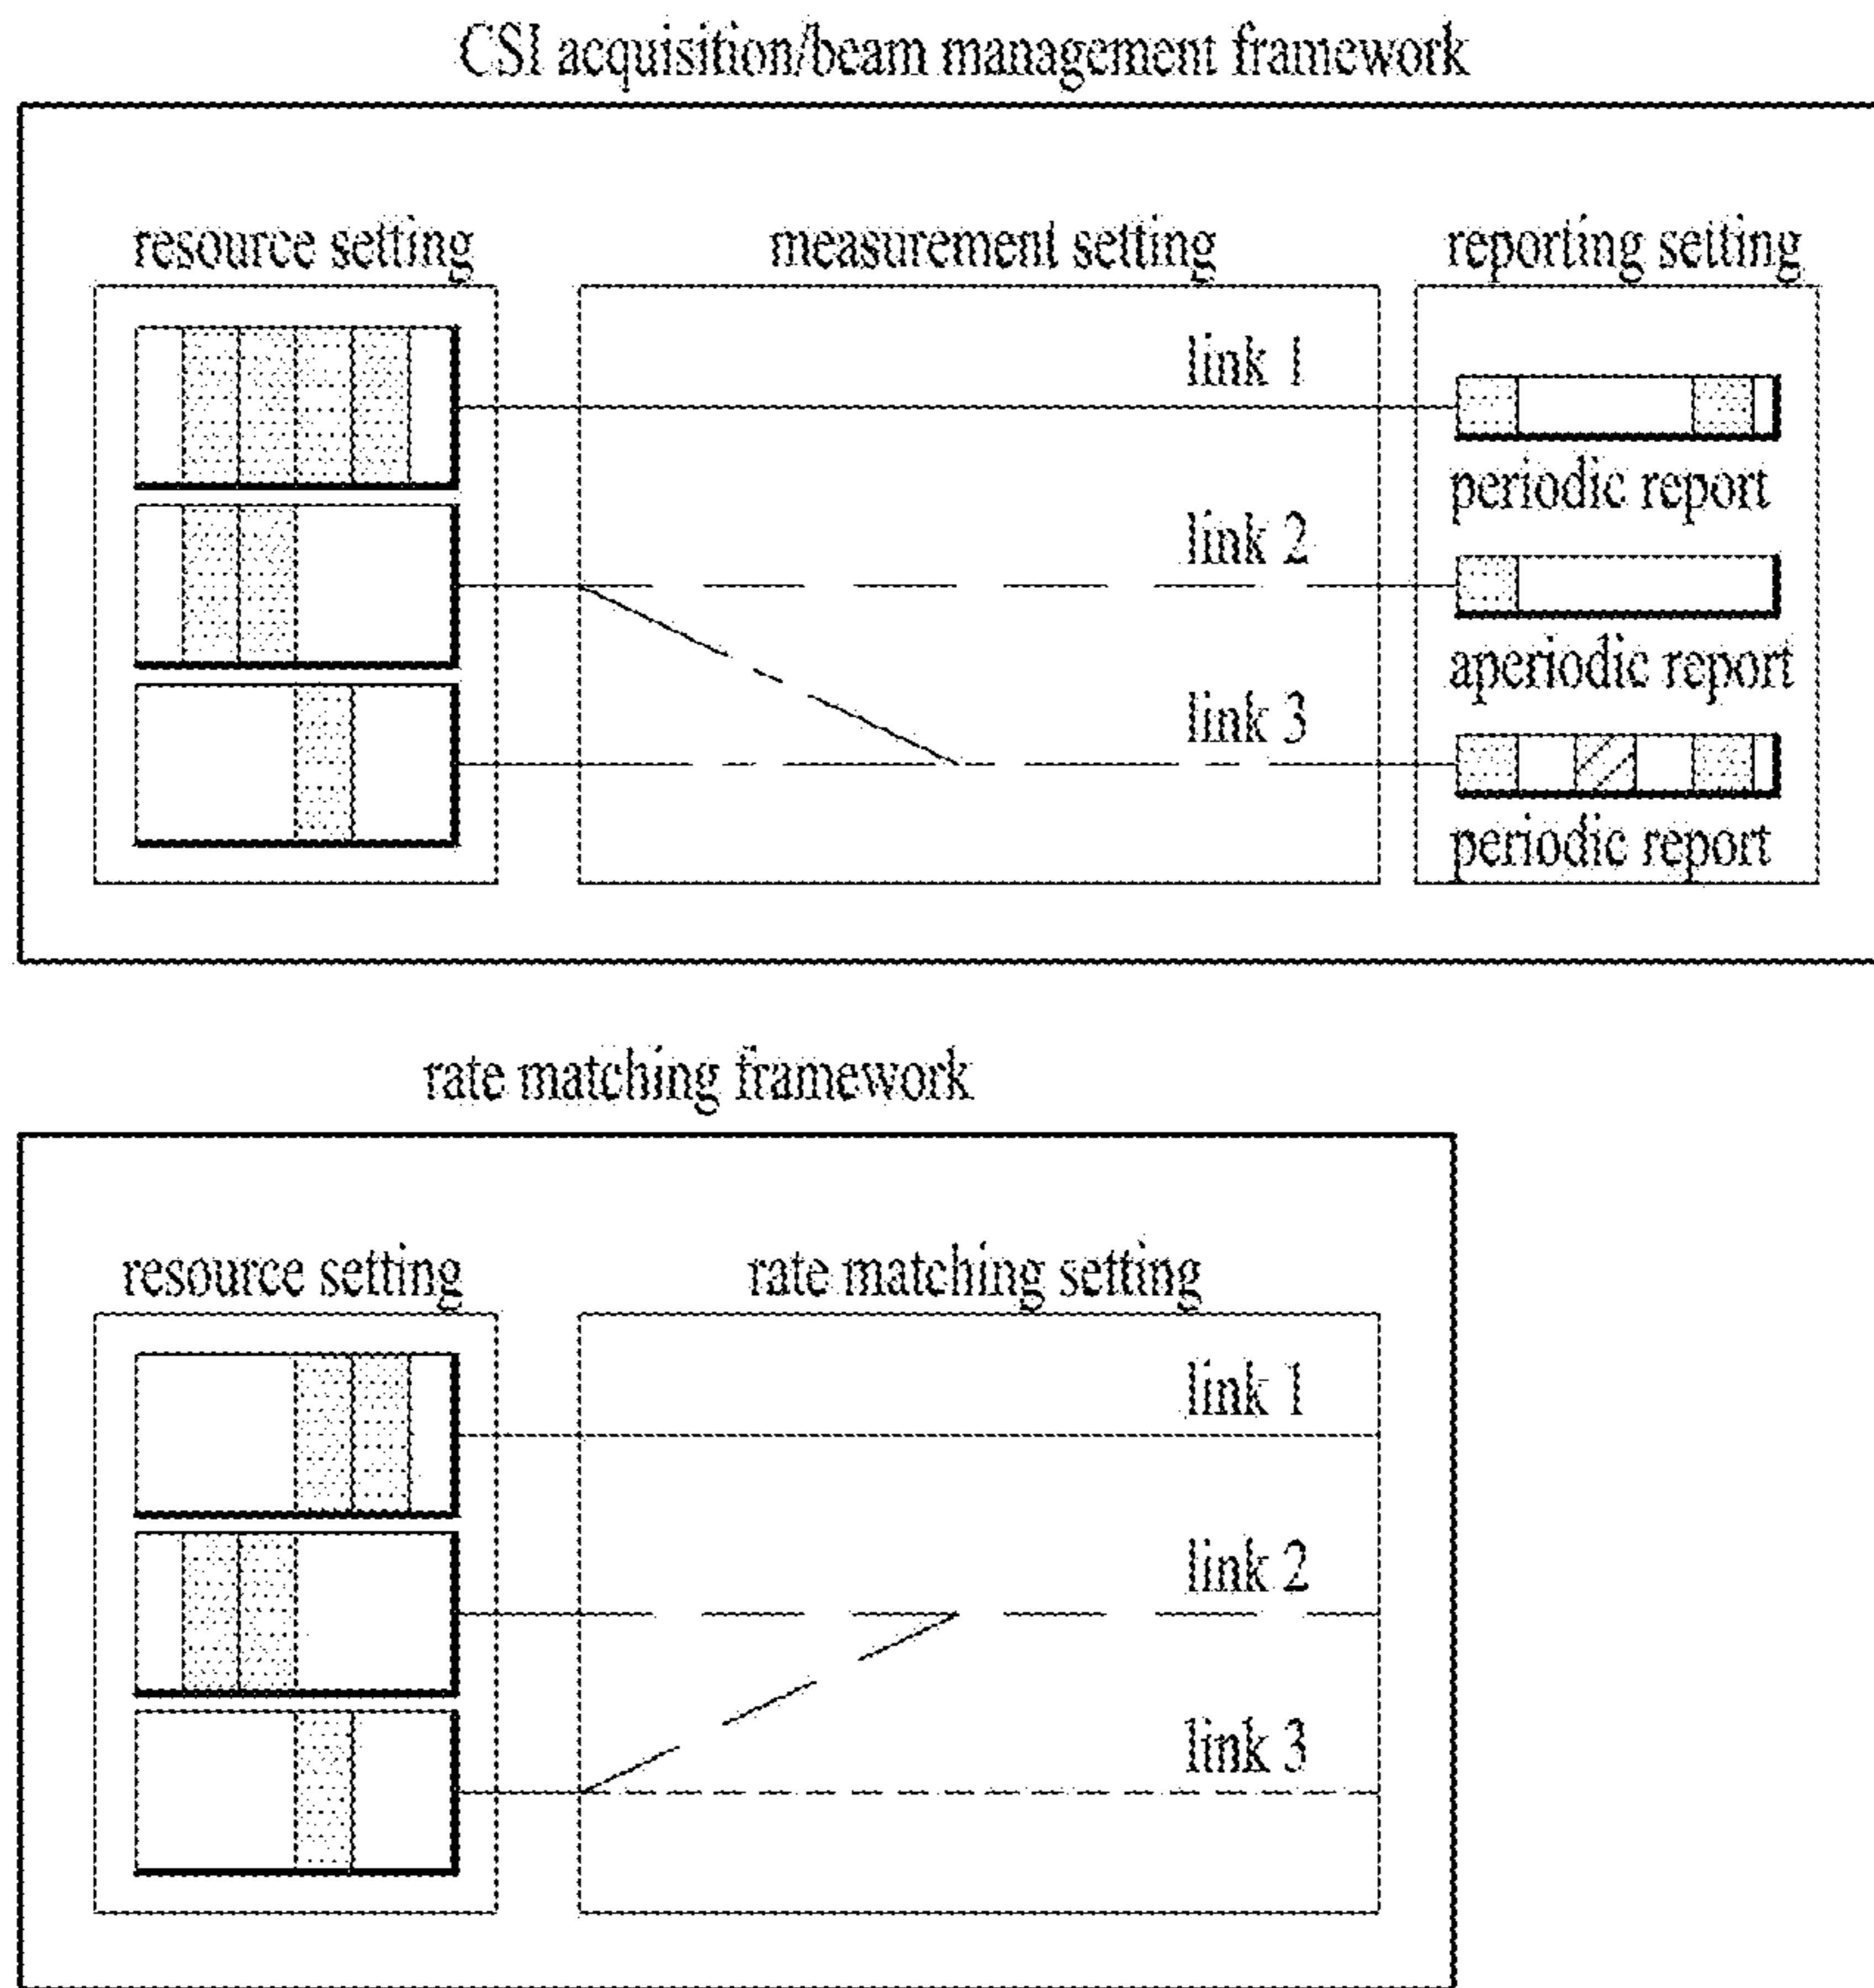 CSI acquisition/beam management framework
resource setting
measurement setting
reporting setting
link 1
periodic report
link 2
aperiodic report
link 3
periodic report
rate matching framework
resource setting
rate matching setting
link 1
link 2
link 3